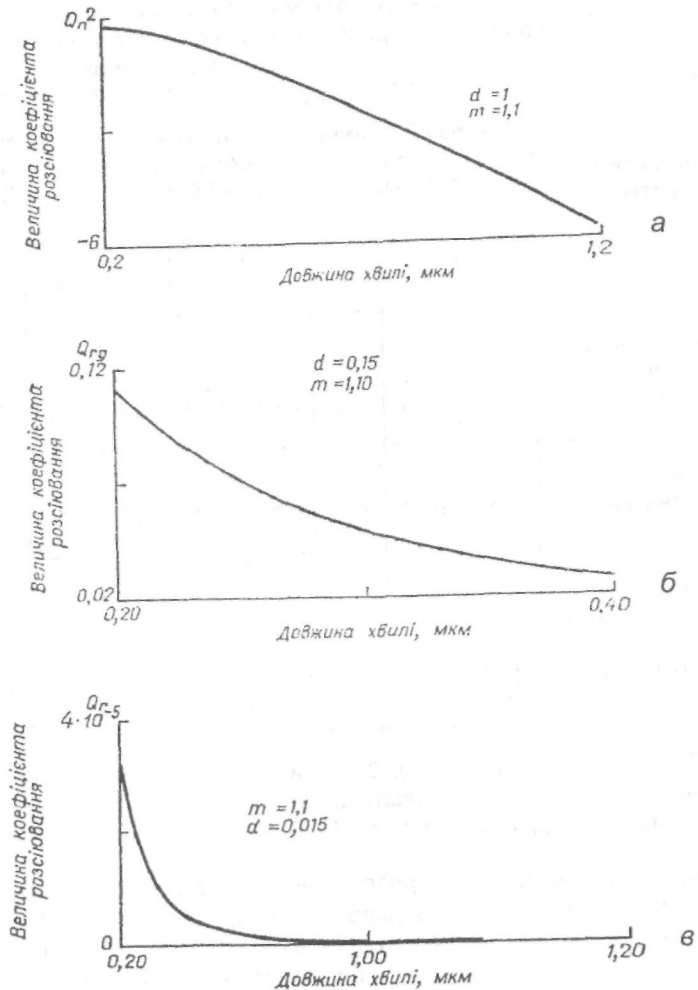 Qп 2
Величина коефіцієнта
розсіювання
d = 1
m = 1,1
-6
0,2
1,2
а
Довжина хвилі, мкм
Qrg
0,12
d = 0,15
m = 1,10
Величина коефіцієнта
розсіювання
0,02
0,20
0,40
б
Довжина хвилі, мкм
Qr
4·10-5
Величина коефіцієнта
розсіювання
m = 1,1
d = 0,015
0
0,20
1,00
1,20
в
Довжина хвилі, мкм